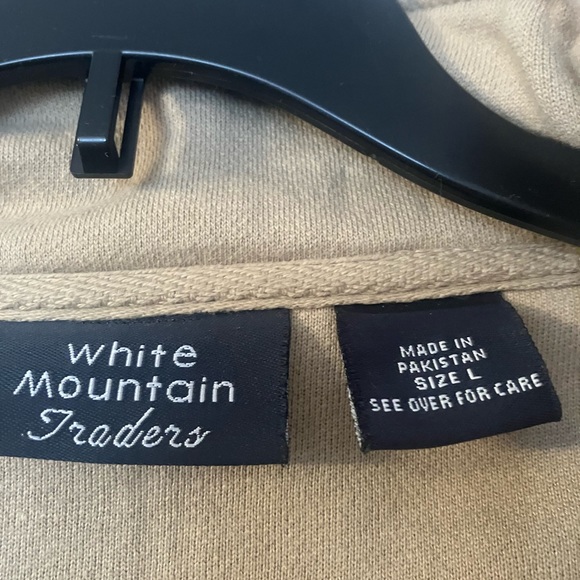 White
Mountain
Traders
MADE IN
PAKISTAN
SIZE L
SEE OVER FOR CARE